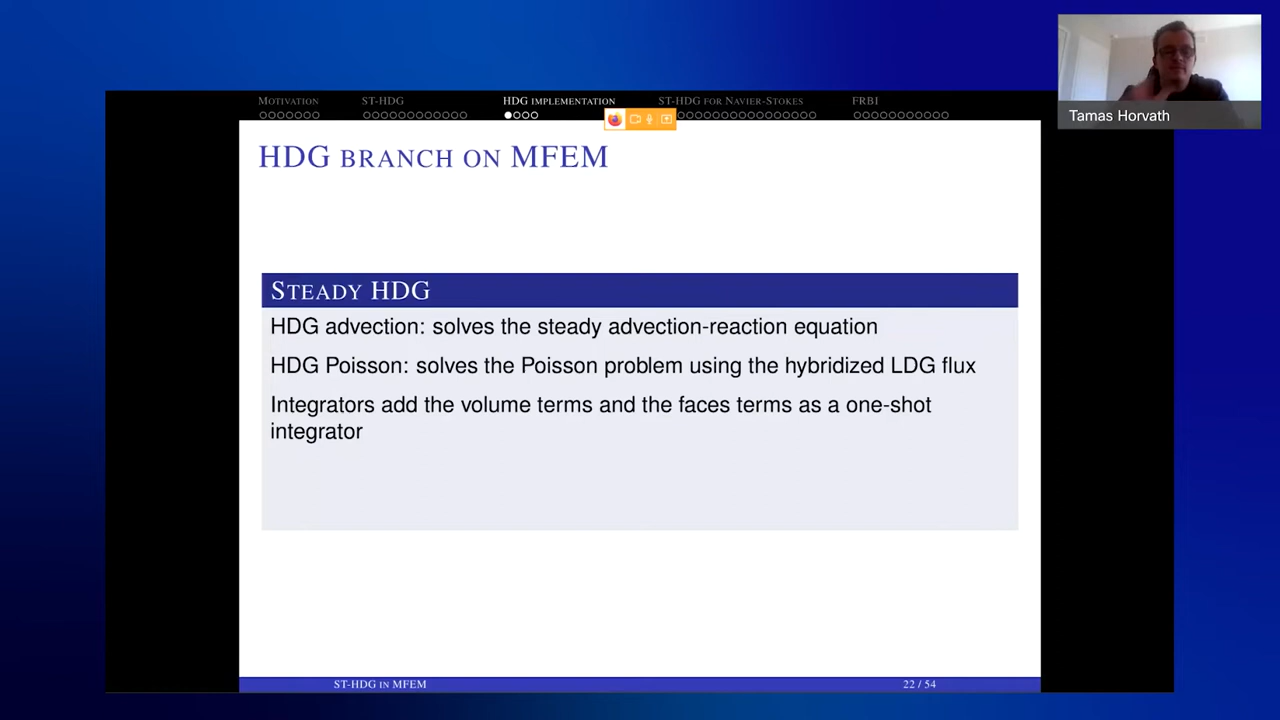 Tamas Horvath
MOTIVATION ST-HDG HDG IMPLEMENTATION ST-HDG FOR NAVIER-STOKES FRBI
HDG BRANCH ON MFEM
STEADY HDG
HDG advection: solves the steady advection-reaction equation
HDG Poisson: solves the Poisson problem using the hybridized LDG flux
Integrators add the volume terms and the faces terms as a one-shot
integrator
ST-HDG IN MFEM 22 / 54